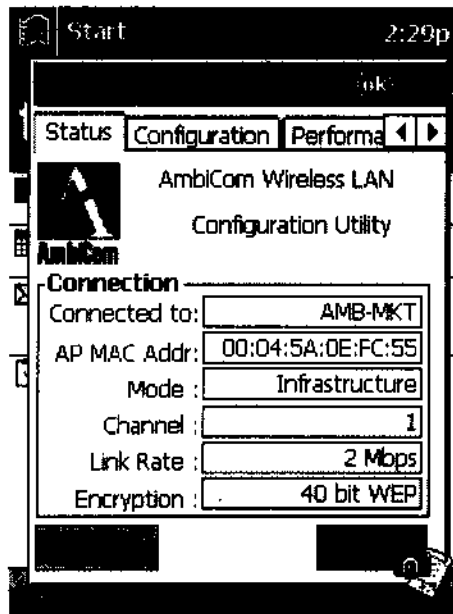 Start 2:29p
ok
Status Configuration Performa
AmbiCom Wireless LAN
Configuration Utility
AmbiCom
Connection
Connected to: AMB-MKT
AP MAC Addr: 00:04:5A:0E:FC:55
Mode : Infrastructure
Channel : 1
Link Rate : 2 Mbps
Encryption : 40 bit WEP